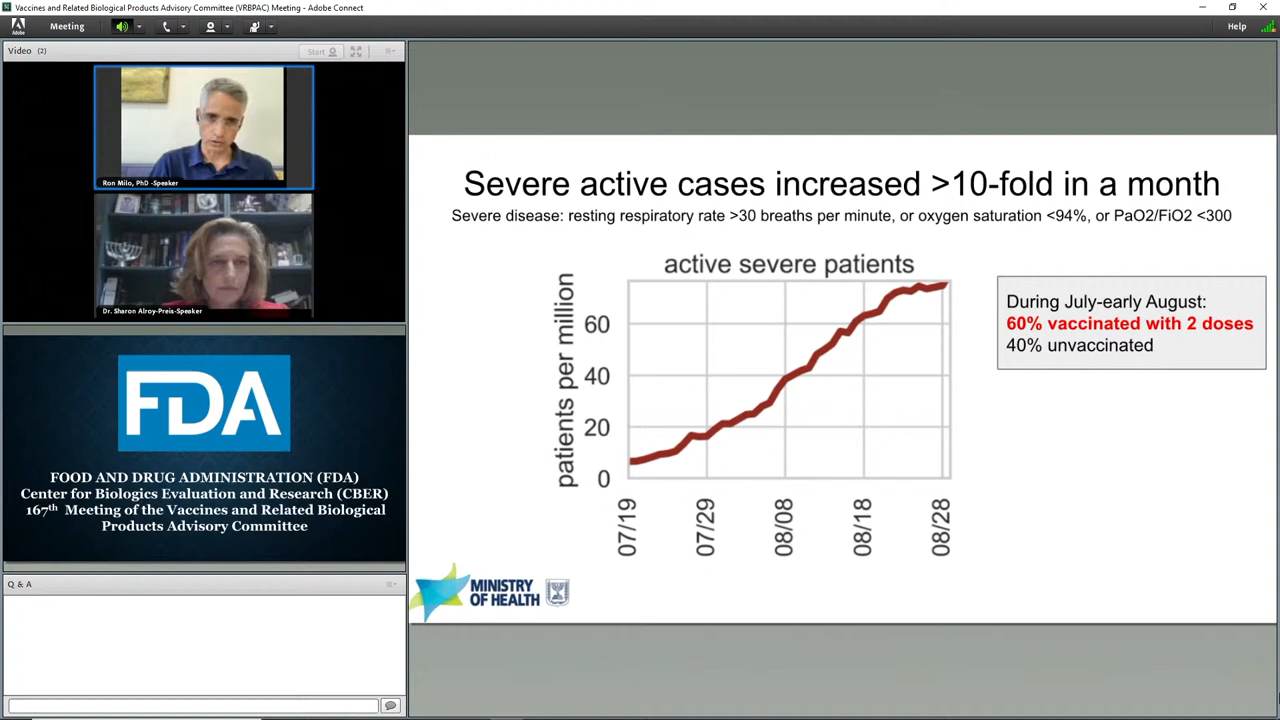 Vaccines and Related Biological Products Advisory Committee (VRBPAC) Meeting - Adobe Connect
Meeting
Help
Video (2)
Start
Ron Milo, PhD -Speaker
Dr. Sharon Alroy-Preis-Speaker
FDA
FOOD AND DRUG ADMINISTRATION (FDA)
Center for Biologics Evaluation and Research (CBER)
167th Meeting of the Vaccines and Related Biological
Products Advisory Committee
Q & A
Severe active cases increased >10-fold in a month
Severe disease: resting respiratory rate >30 breaths per minute, or oxygen saturation <94%, or PaO2/FiO2 <300
active severe patients
patients per million
60
40
20
0
07/19
07/29
08/08
08/18
08/28
During July-early August:
60% vaccinated with 2 doses
40% unvaccinated
MINISTRY
OF HEALTH